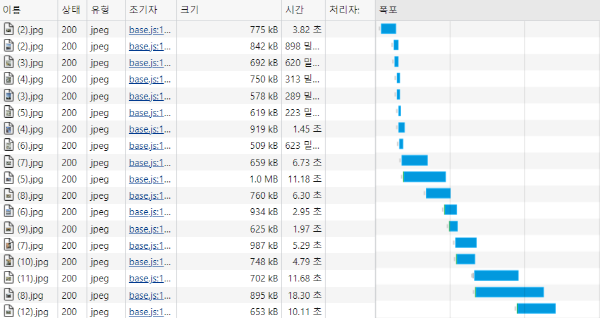 이름 상태 유형 조기자 크기 시간 처리자: 폭포
(2).jpg 200 jpeg base.js:1... 775 kB 3.82 초
(2).jpg 200 jpeg base.js:1... 842 kB 898 밀...
(3).jpg 200 jpeg base.js:1... 692 kB 620 밀...
(4).jpg 200 jpeg base.js:1... 750 kB 313 밀...
(3).jpg 200 jpeg base.js:1... 578 kB 289 밀...
(5).jpg 200 jpeg base.js:1... 619 kB 223 밀...
(4).jpg 200 jpeg base.js:1... 919 kB 1.45 초
(6).jpg 200 jpeg base.js:1... 509 kB 623 밀...
(7).jpg 200 jpeg base.js:1... 659 kB 6.73 초
(5).jpg 200 jpeg base.js:1... 1.0 MB 11.18 초
(8).jpg 200 jpeg base.js:1... 760 kB 6.30 초
(6).jpg 200 jpeg base.js:1... 934 kB 2.95 초
(9).jpg 200 jpeg base.js:1... 625 kB 1.97 초
(7).jpg 200 jpeg base.js:1... 987 kB 5.29 초
(10).jpg 200 jpeg base.js:1... 748 kB 4.79 초
(11).jpg 200 jpeg base.js:1... 702 kB 11.68 초
(8).jpg 200 jpeg base.js:1... 895 kB 18.30 초
(12).jpg 200 jpeg base.js:1... 653 kB 10.11 초